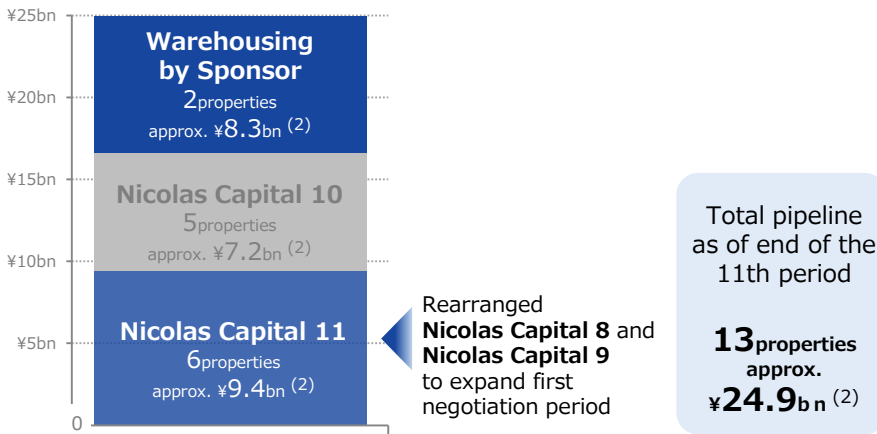 ¥25bn
¥20bn
¥15bn
¥10bn
¥5bn
0
Warehousing
by Sponsor
2properties
approx. ¥8.3bn (2)
Nicolas Capital 10
5properties
approx. ¥7.2bn (2)
Nicolas Capital 11
6properties
approx. ¥9.4bn (2)
Rearranged
Nicolas Capital 8 and
Nicolas Capital 9
to expand first
negotiation period
Total pipeline
as of end of the
11th period
13properties
approx.
¥24.9bn (2)